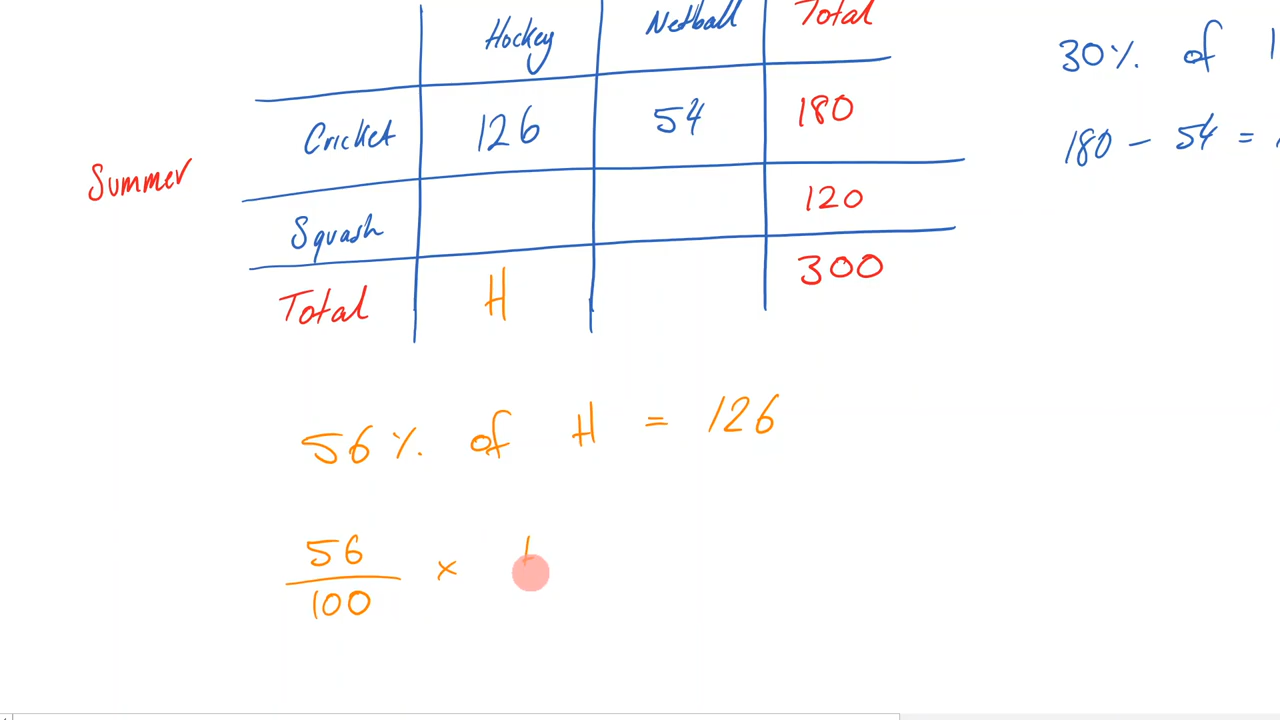 Hockey Netball Total
Cricket 126 54 180
Summer
Squash 120
Total H 300
30% of 1
180 - 54 =
56% of H = 126
56
100
×